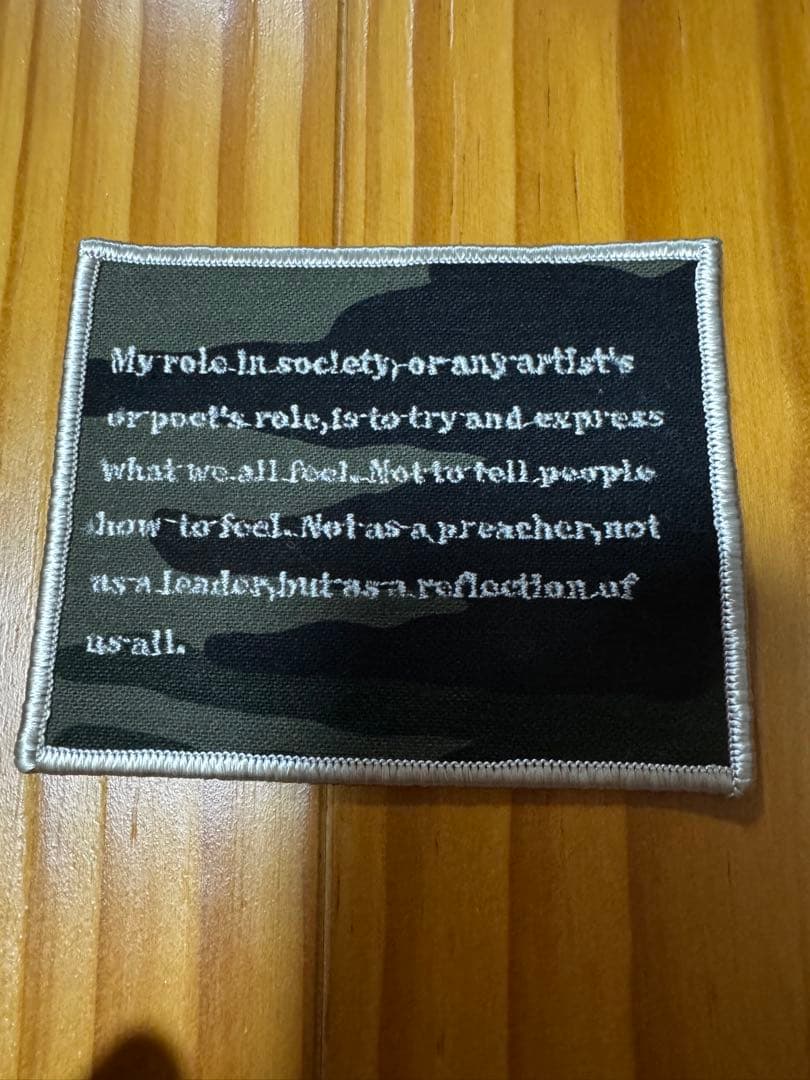 My role in society, or any artist's
or poet's role, is to try and express
what we all feel. Not to tell people
how to feel. Not as a preacher, not
as a leader, but as a reflection of
us all.